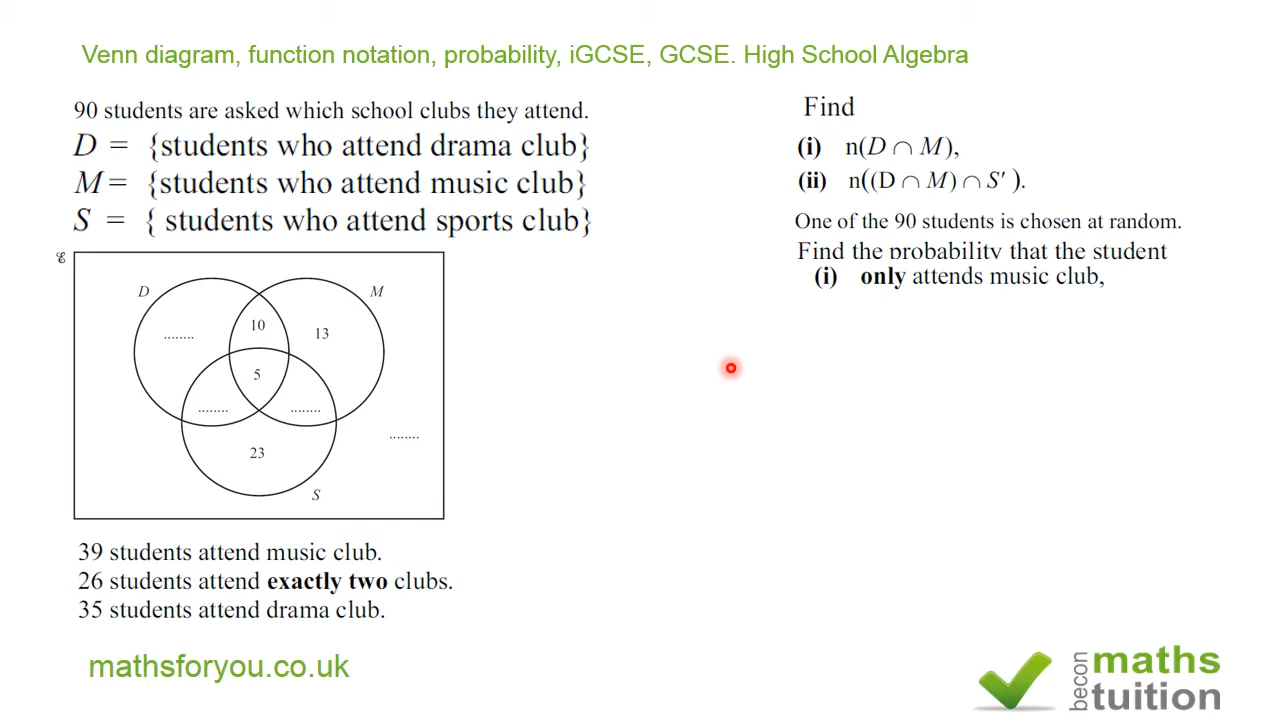 Venn diagram, function notation, probability, iGCSE, GCSE. High School Algebra
90 students are asked which school clubs they attend.
D = {students who attend drama club}
M = {students who attend music club}
S = { students who attend sports club}
ℰ
D
M
10
13
........
5
........ ........
........
23
S
39 students attend music club.
26 students attend exactly two clubs.
35 students attend drama club.
mathsforyou.co.uk
Find
(i) n(D ∩ M),
(ii) n((D ∩ M) ∩ S′ ).
One of the 90 students is chosen at random.
Find the probability that the student
(i) only attends music club,
becon
maths
tuition